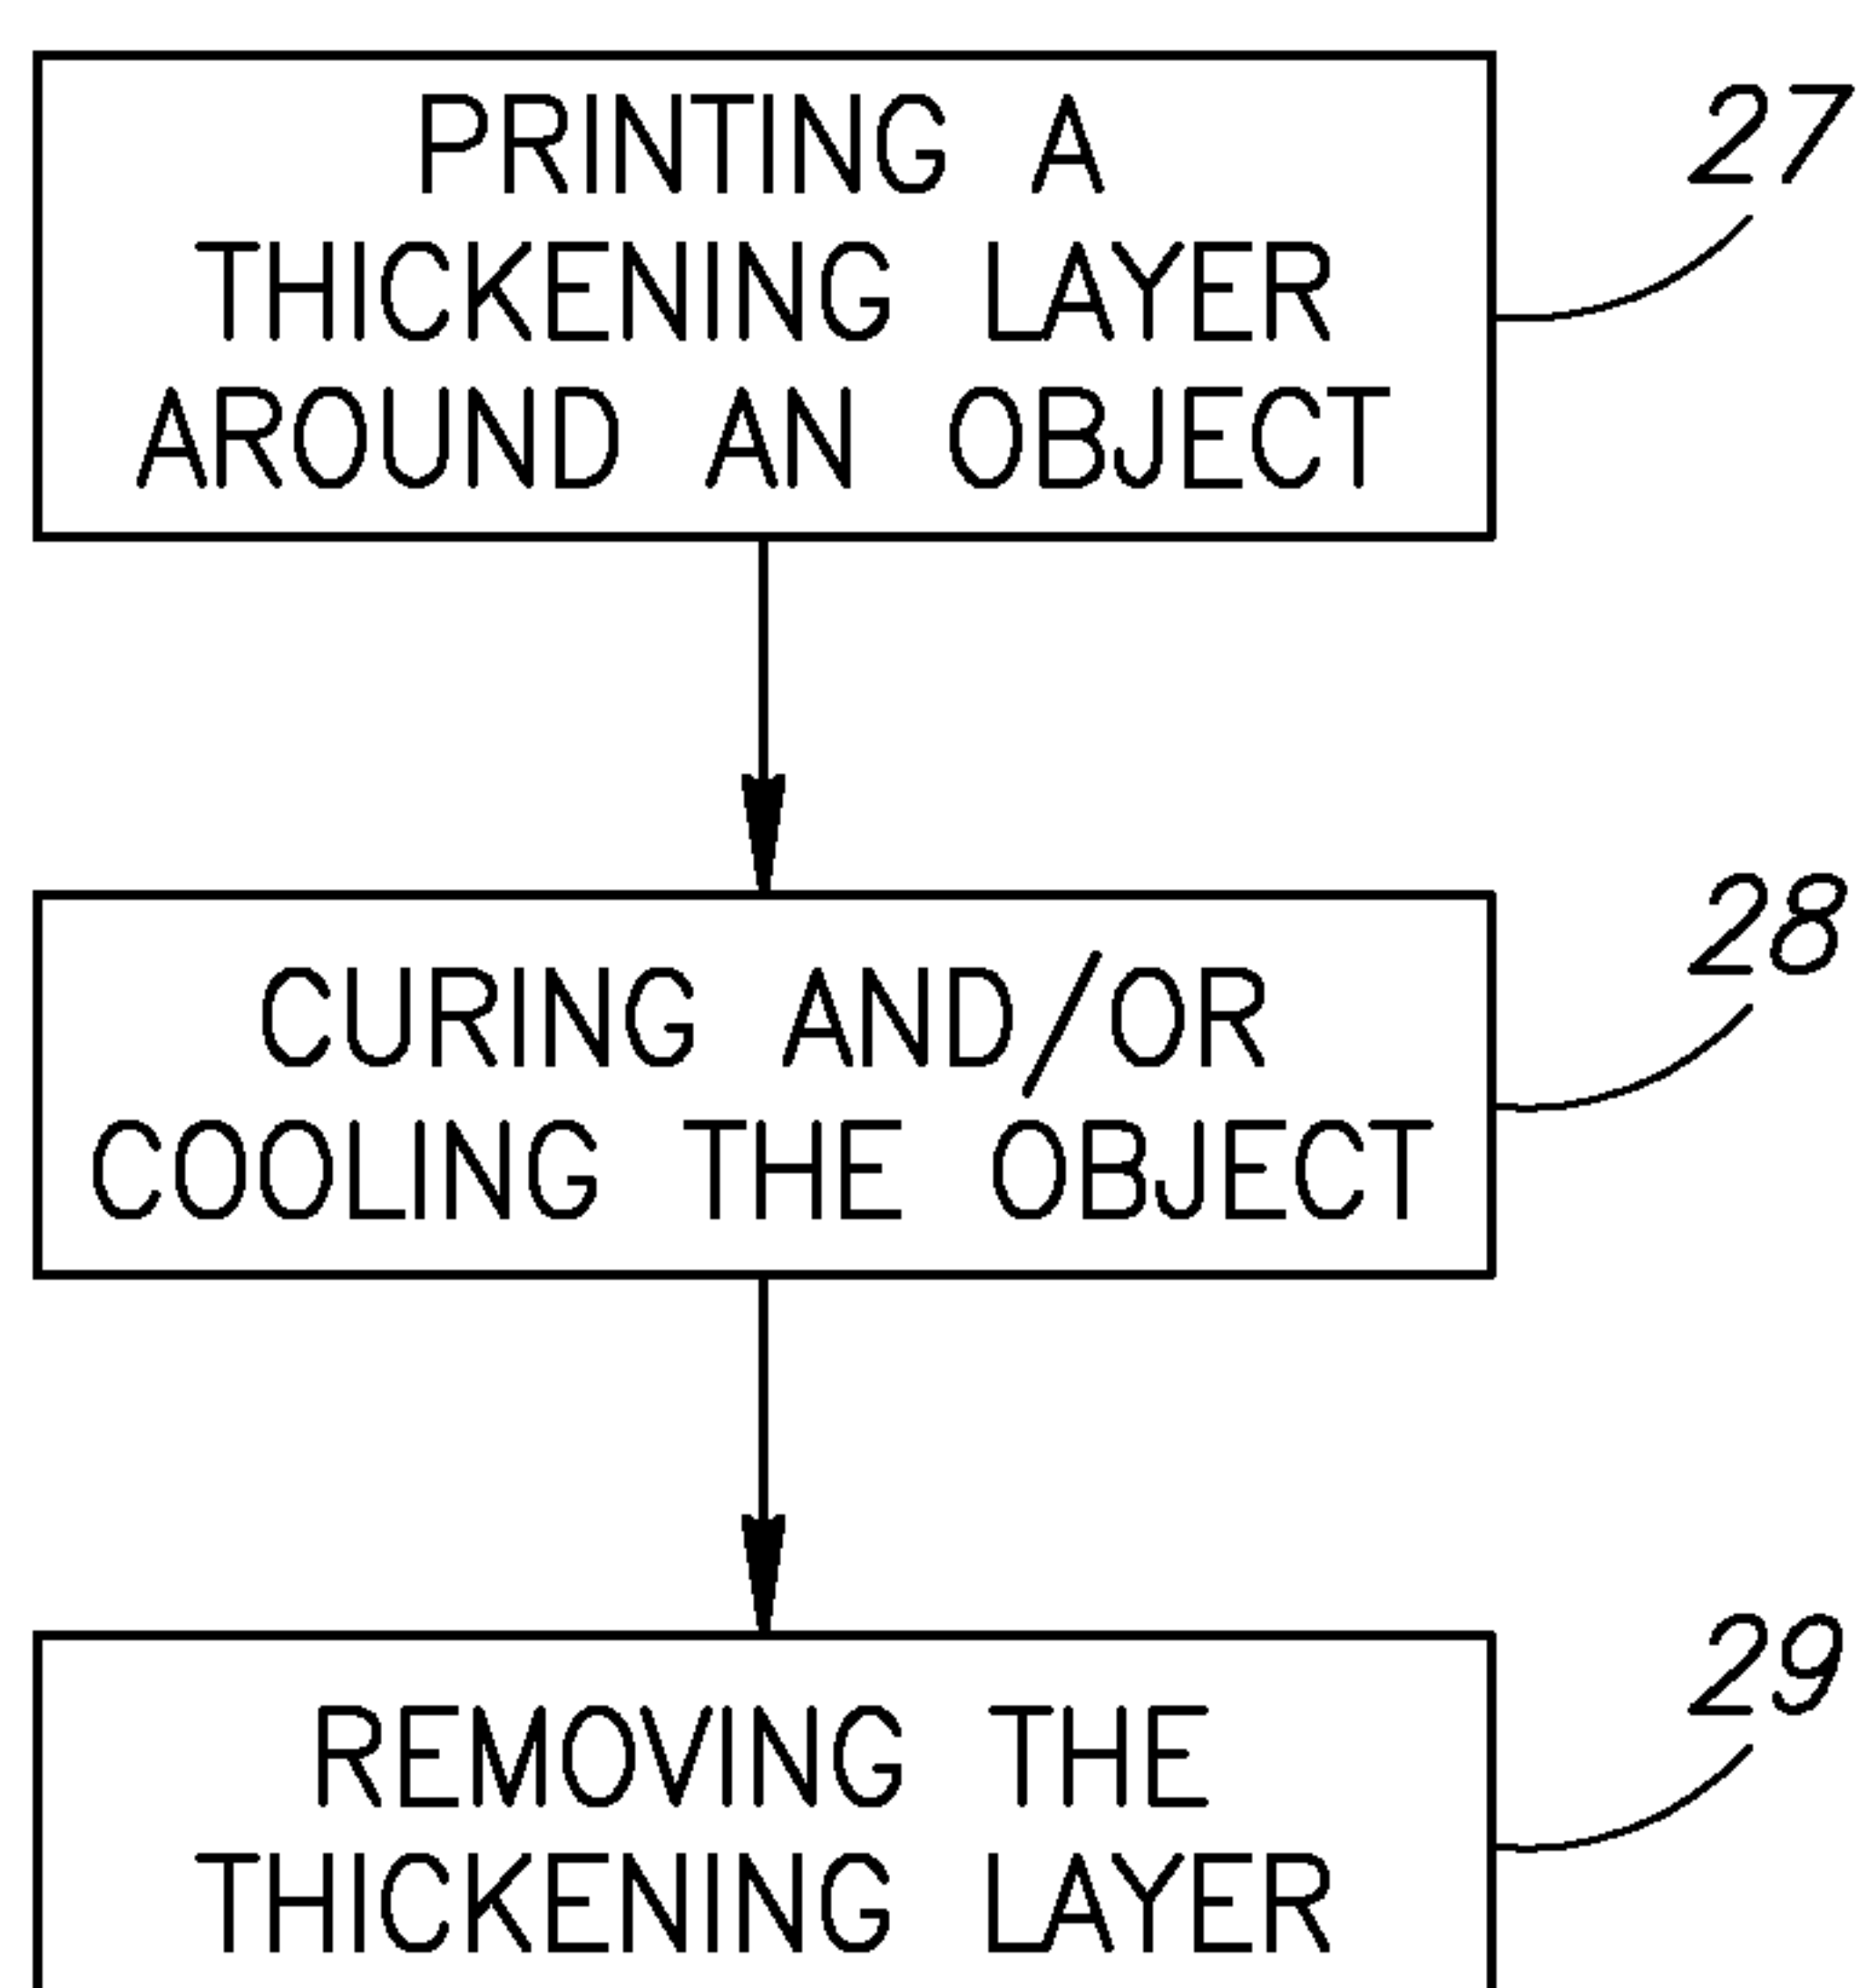 PRINTING A
THICKENING LAYER
AROUND AN OBJECT
27
CURING AND/OR
COOLING THE OBJECT
28
REMOVING THE
THICKENING LAYER
29